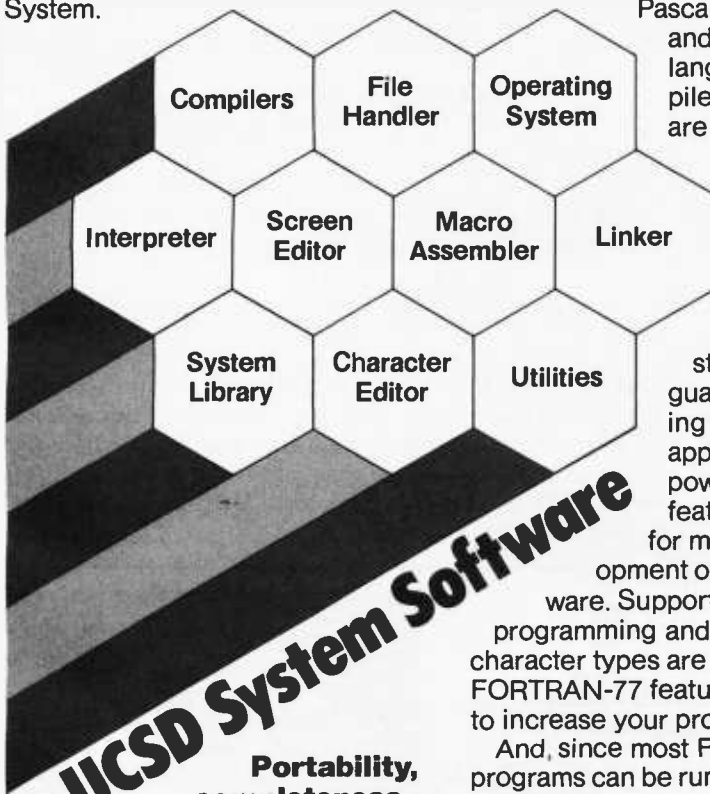 System.
Compilers
File
Handler
Operating
System
Interpreter
Screen
Editor
Macro
Assembler
Linker
System
Library
Character
Editor
Utilities
UCSD System Software
Portability,
completeness
Pasca
and
lang
pile
are
st
gua
ing
app
pow
feat
for m
opment o
ware. Support
programming and
character types are
FORTRAN-77 featu
to increase your pro
And, since most F
programs can be run